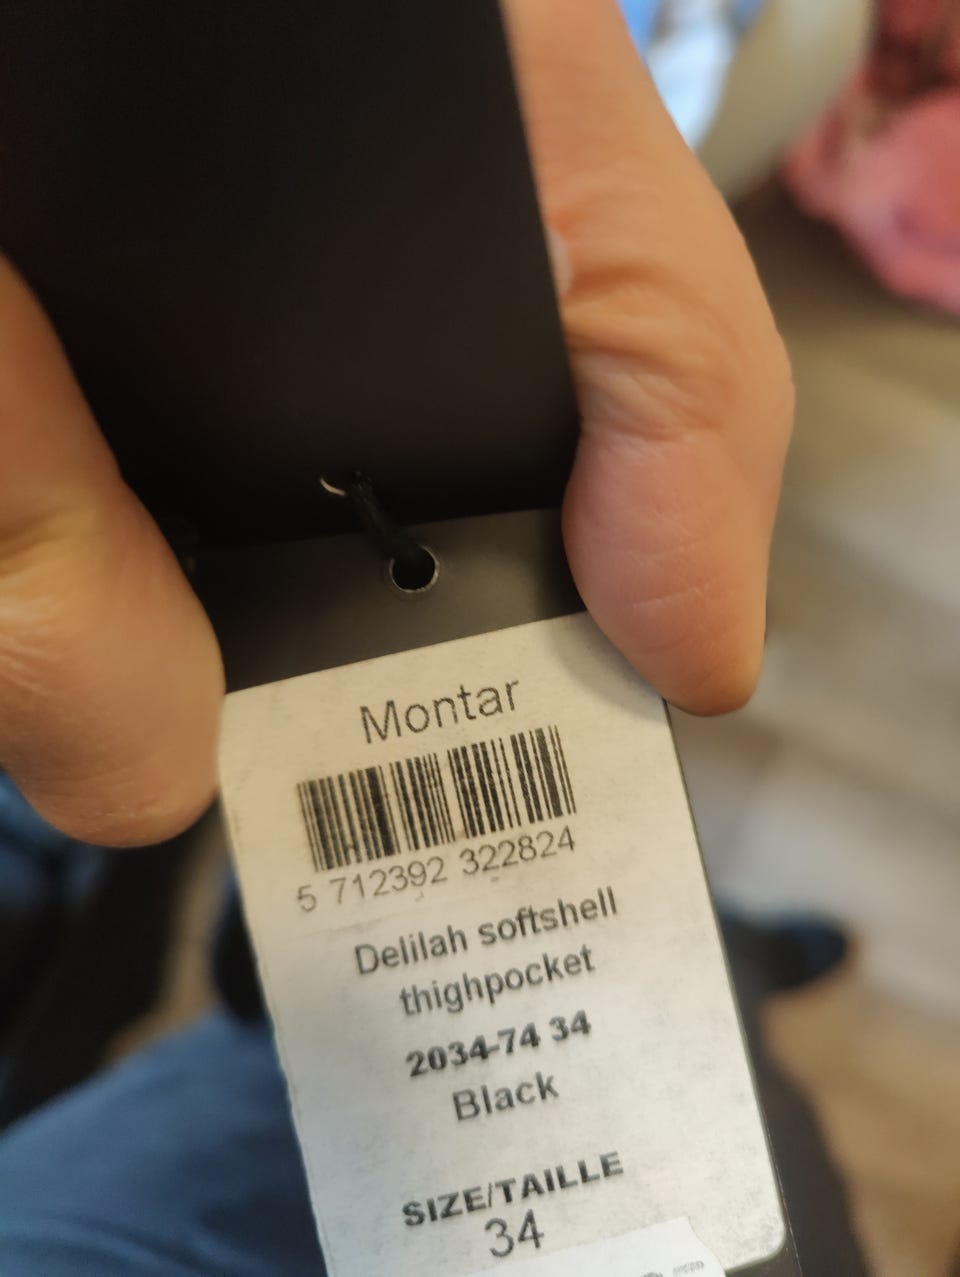 Montar
5 712392 322824
Delilah softshell
thighpocket
2034-74 34
Black
SIZE/TAILLE
34